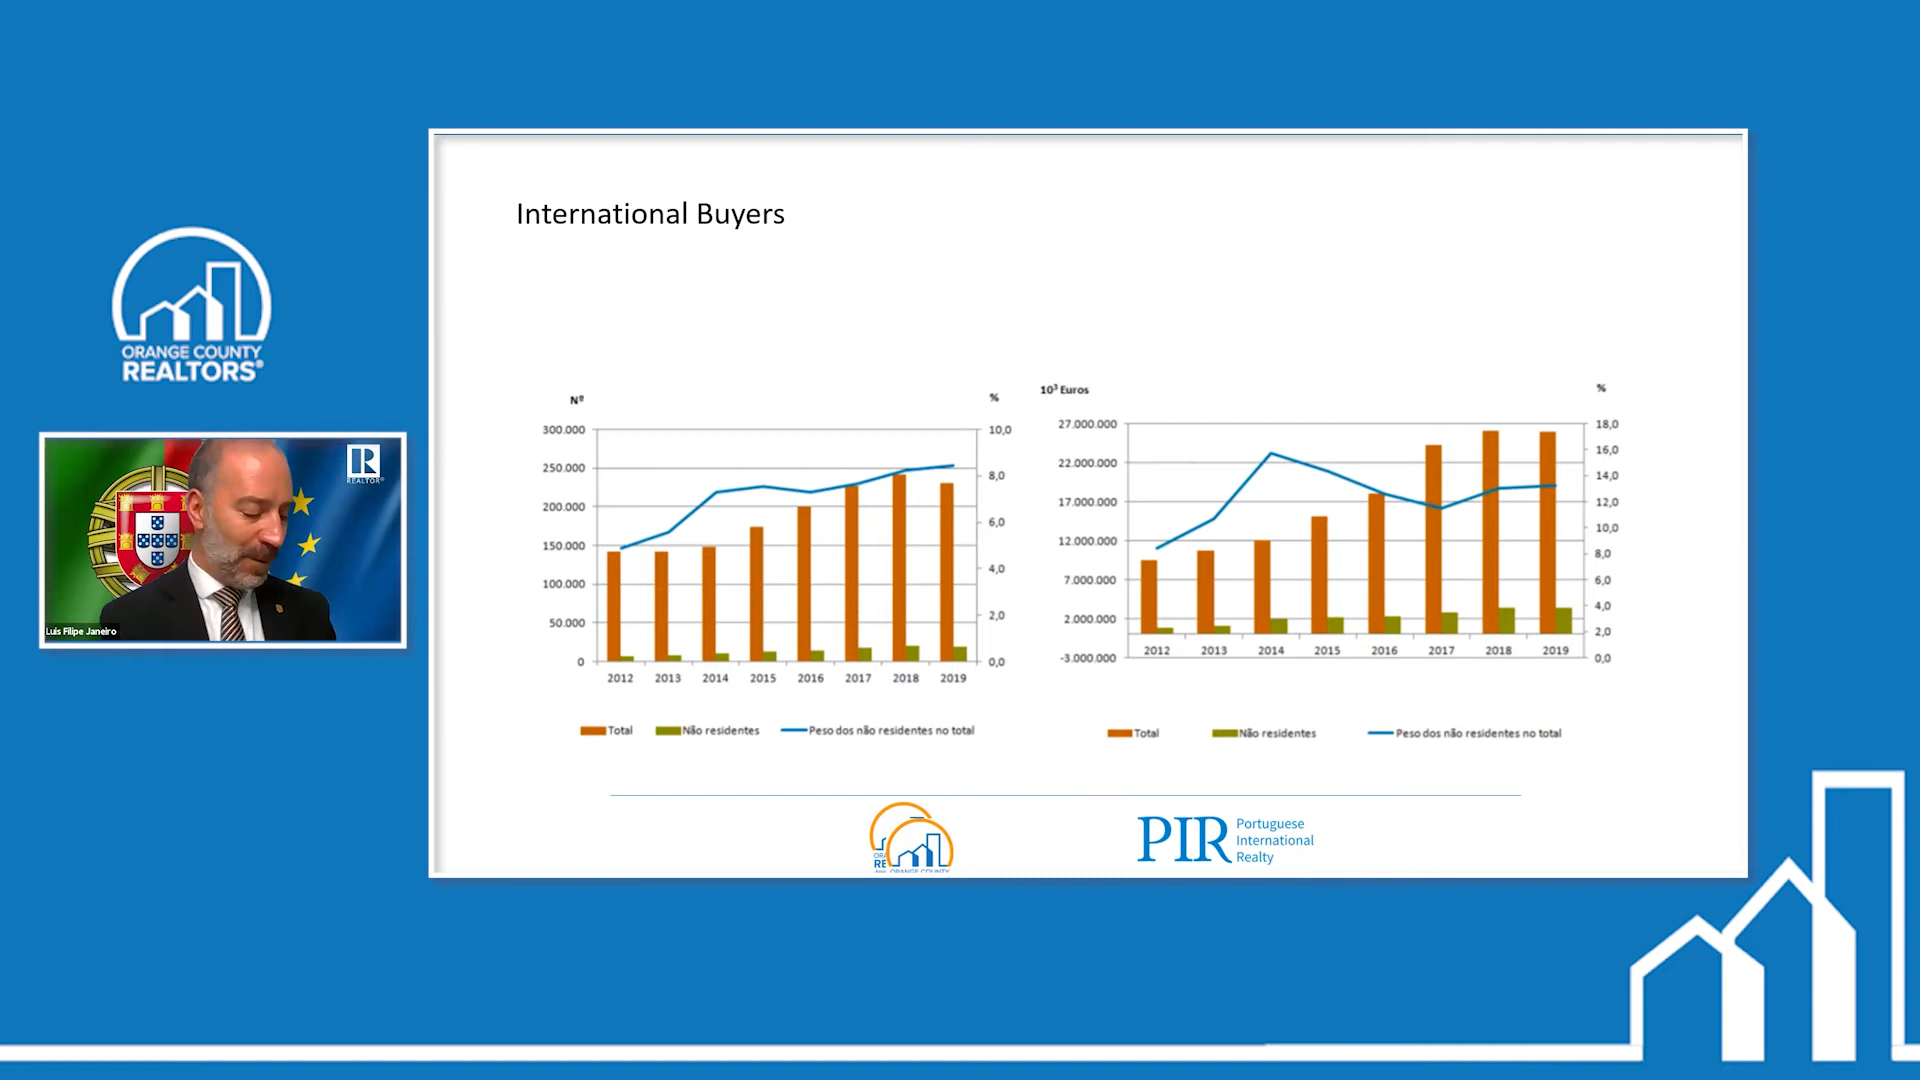 International Buyers
ORANGE COUNTY
REALTORS®
REALTOR®
Luis Filipe Janeiro
Nº
%
300.000
250.000
200.000
150.000
100.000
50.000
0
10,0
8,0
6,0
4,0
2,0
0,0
2012 2013 2014 2015 2016 2017 2018 2019
Total Não residentes Peso dos não residentes no total
10³ Euros
%
27.000.000
22.000.000
17.000.000
12.000.000
7.000.000
2.000.000
-3.000.000
18,0
16,0
14,0
12,0
10,0
8,0
6,0
4,0
2,0
0,0
2012 2013 2014 2015 2016 2017 2018 2019
Total Não residentes Peso dos não residentes no total
ORANGE COUNTY
PIR
Portuguese
International
Realty